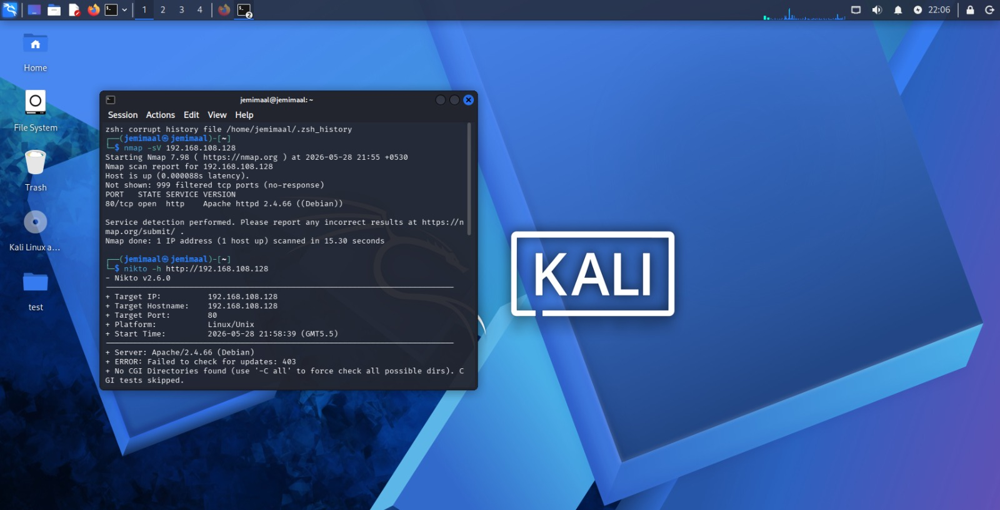 1 2 3 4
2
22:06
Home
File System
Trash
Kali Linux a...
test
jemimaal@jemimaal: ~
Session Actions Edit View Help
zsh: corrupt history file /home/jemimaal/.zsh_history
┌──(jemimaal㉿jemimaal)-[~]
└─$ nmap -sV 192.168.108.128
Starting Nmap 7.98 ( https://nmap.org ) at 2026-05-28 21:55 +0530
Nmap scan report for 192.168.108.128
Host is up (0.000088s latency).
Not shown: 999 filtered tcp ports (no-response)
PORT   STATE SERVICE VERSION
80/tcp open  http    Apache httpd 2.4.66 ((Debian))
Service detection performed. Please report any incorrect results at https://n
map.org/submit/ .
Nmap done: 1 IP address (1 host up) scanned in 15.30 seconds
┌──(jemimaal㉿jemimaal)-[~]
└─$ nikto -h http://192.168.108.128
- Nikto v2.6.0
+ Target IP:          192.168.108.128
+ Target Hostname:    192.168.108.128
+ Target Port:        80
+ Platform:           Linux/Unix
+ Start Time:         2026-05-28 21:58:39 (GMT5.5)
+ Server: Apache/2.4.66 (Debian)
+ ERROR: Failed to check for updates: 403
+ No CGI Directories found (use '-C all' to force check all possible dirs). C
GI tests skipped.
KALI